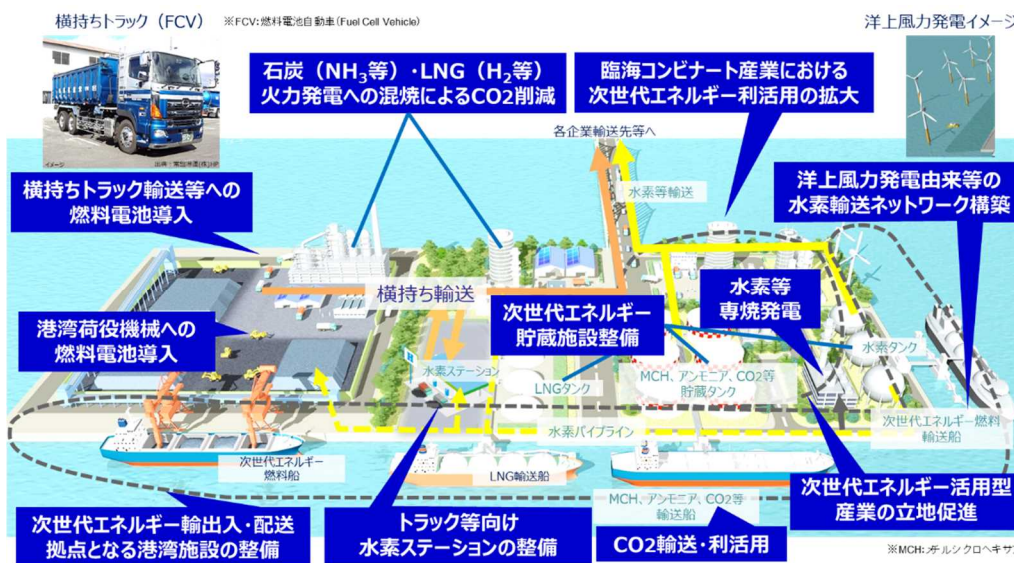 横持ちトラック（FCV）
※FCV：燃料電池自動車（Fuel Cell Vehicle）
洋上風力発電イメージ
石炭（NH3等）・LNG（H2等）
火力発電への混焼によるCO2削減
臨海コンビナート産業における
次世代エネルギー利活用の拡大
イメージ
各企業輸送先等へ
横持ちトラック輸送等への
燃料電池導入
水素等輸送
洋上風力発電由来等の
水素輸送ネットワーク構築
横持ち輸送
次世代エネルギー
貯蔵施設整備
水素等
専焼発電
港湾荷役機械への
燃料電池導入
水素ステーション
LNGタンク
MCH、アンモニア、CO2等
貯蔵タンク
水素タンク
水素パイプライン
次世代エネルギー燃料
輸送船
次世代エネルギー
燃料船
LNG輸送船
MCH、アンモニア、CO2等
輸送船
次世代エネルギー活用型
産業の立地促進
次世代エネルギー輸出入・配送
拠点となる港湾施設の整備
トラック等向け
水素ステーションの整備
CO2輸送・利活用
※MCH：メチルシクロヘキサ